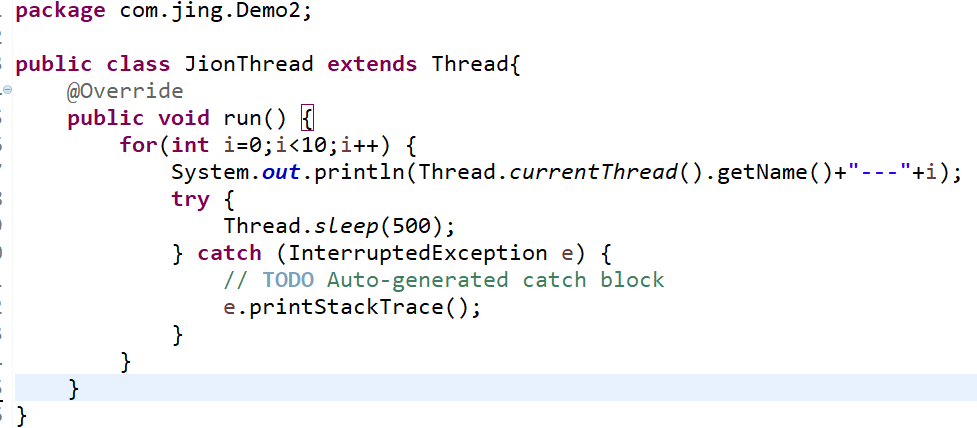 package com.jing.Demo2;
public class JionThread extends Thread{
@Override
public void run() {
for(int i=0;i<10;i++) {
System.out.println(Thread.currentThread().getName()+"---"+i);
try {
Thread.sleep(500);
} catch (InterruptedException e) {
// TODO Auto-generated catch block
e.printStackTrace();
}
}
}
}